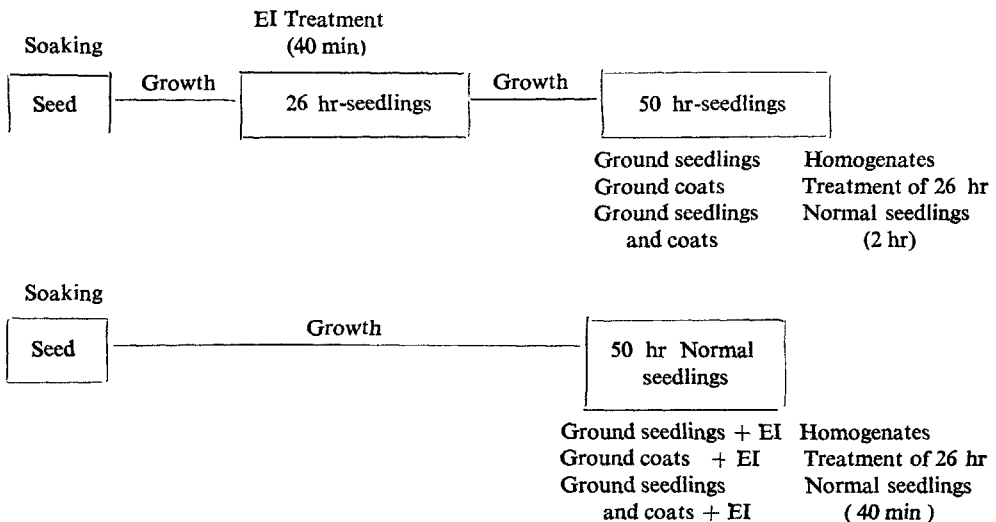 EI Treatment
Soaking (40 min)
Growth Growth
Seed 26 hr-seedlings 50 hr-seedlings
Ground seedlings Homogenates
Ground coats Treatment of 26 hr
Ground seedlings Normal seedlings
and coats (2 hr)
Soaking
Growth
Seed 50 hr Normal
seedlings
Ground seedlings + EI Homogenates
Ground coats + EI Treatment of 26 hr
Ground seedlings Normal seedlings
and coats + EI ( 40 min )